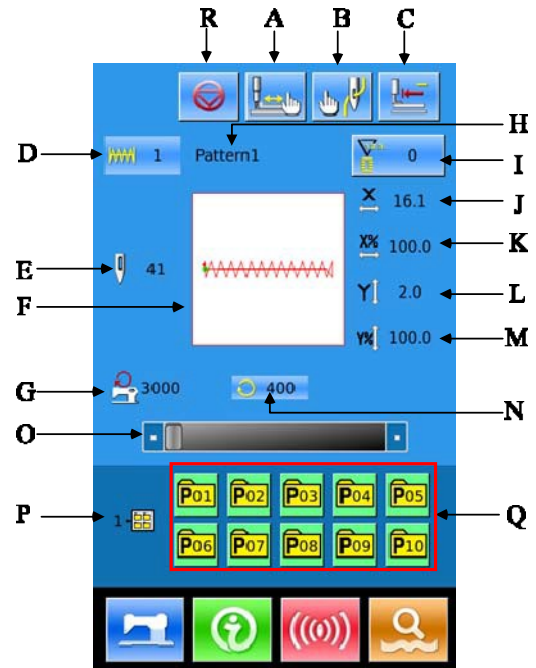 R A B C
D 1 Pattern1 0 H
I
X 16.1 J
X% 100.0 K
E 41
F
Y 2.0 L
Y% 100.0 M
G 3000 400
N
O
P01 P02 P03 P04 P05
P 1- Q
P06 P07 P08 P09 P10